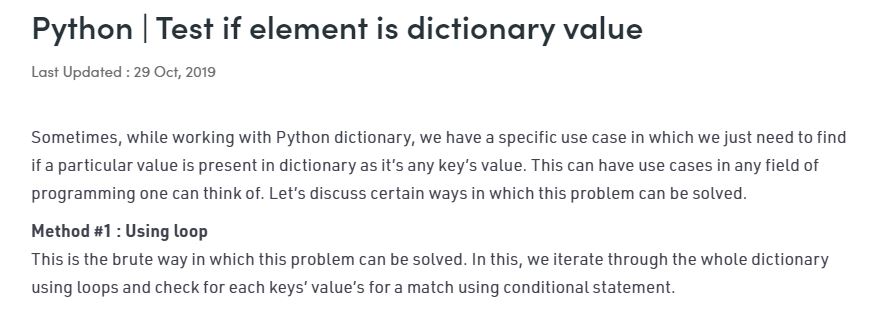 Python | Test if element is dictionary value
Last Updated : 29 Oct, 2019
Sometimes, while working with Python dictionary, we have a specific use case in which we just need to find
if a particular value is present in dictionary as it's any key's value. This can have use cases in any field of
programming one can think of. Let's discuss certain ways in which this problem can be solved.
Method #1 : Using loop
This is the brute way in which this problem can be solved. In this, we iterate through the whole dictionary
using loops and check for each keys' value's for a match using conditional statement.